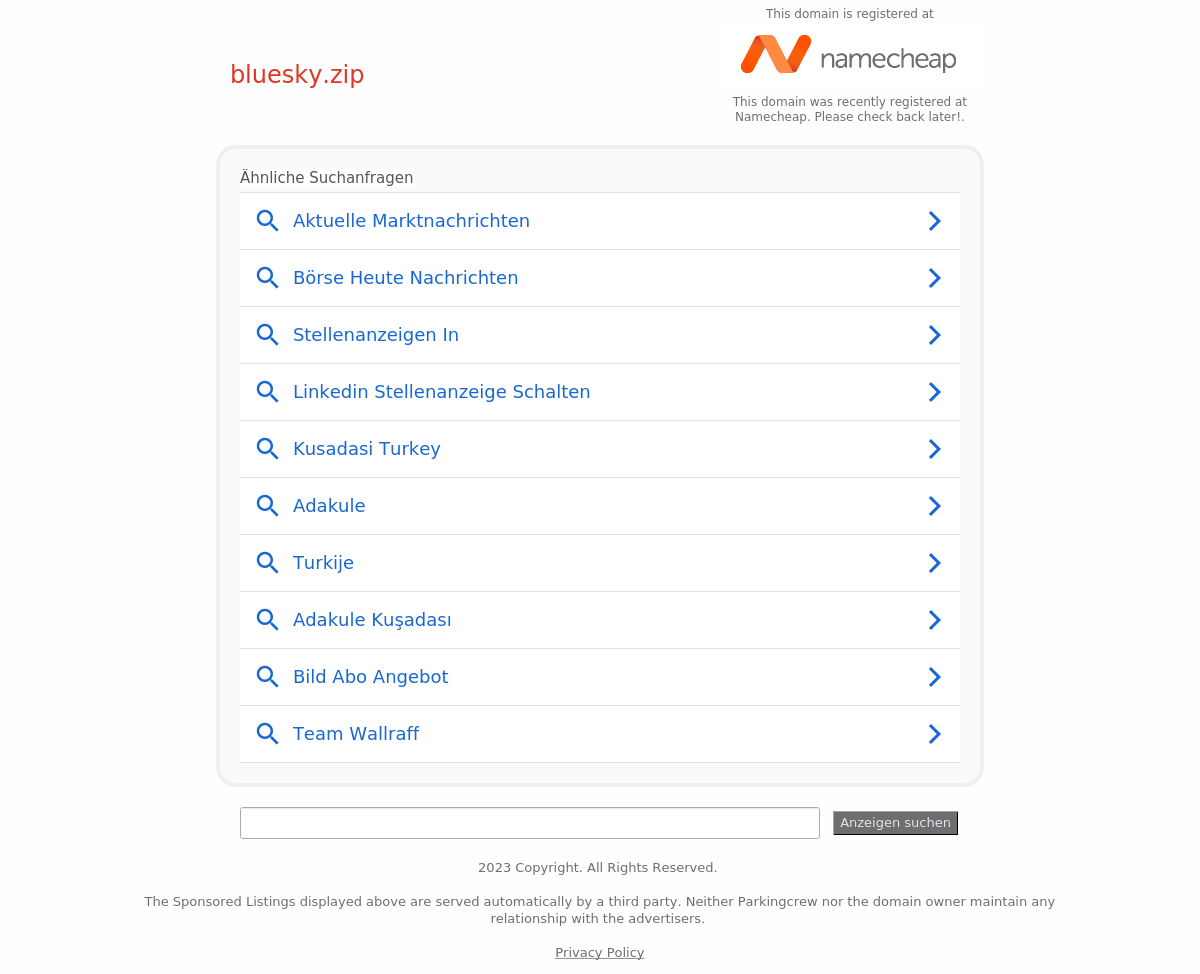 This domain is registered at
namecheap
bluesky.zip
This domain was recently registered at
Namecheap. Please check back later!.
Ähnliche Suchanfragen
Aktuelle Marktnachrichten
Börse Heute Nachrichten
Stellenanzeigen In
Linkedin Stellenanzeige Schalten
Kusadasi Turkey
Adakule
Turkije
Adakule Kuşadası
Bild Abo Angebot
Team Wallraff
Anzeigen suchen
2023 Copyright. All Rights Reserved.
The Sponsored Listings displayed above are served automatically by a third party. Neither Parkingcrew nor the domain owner maintain any
relationship with the advertisers.
Privacy Policy